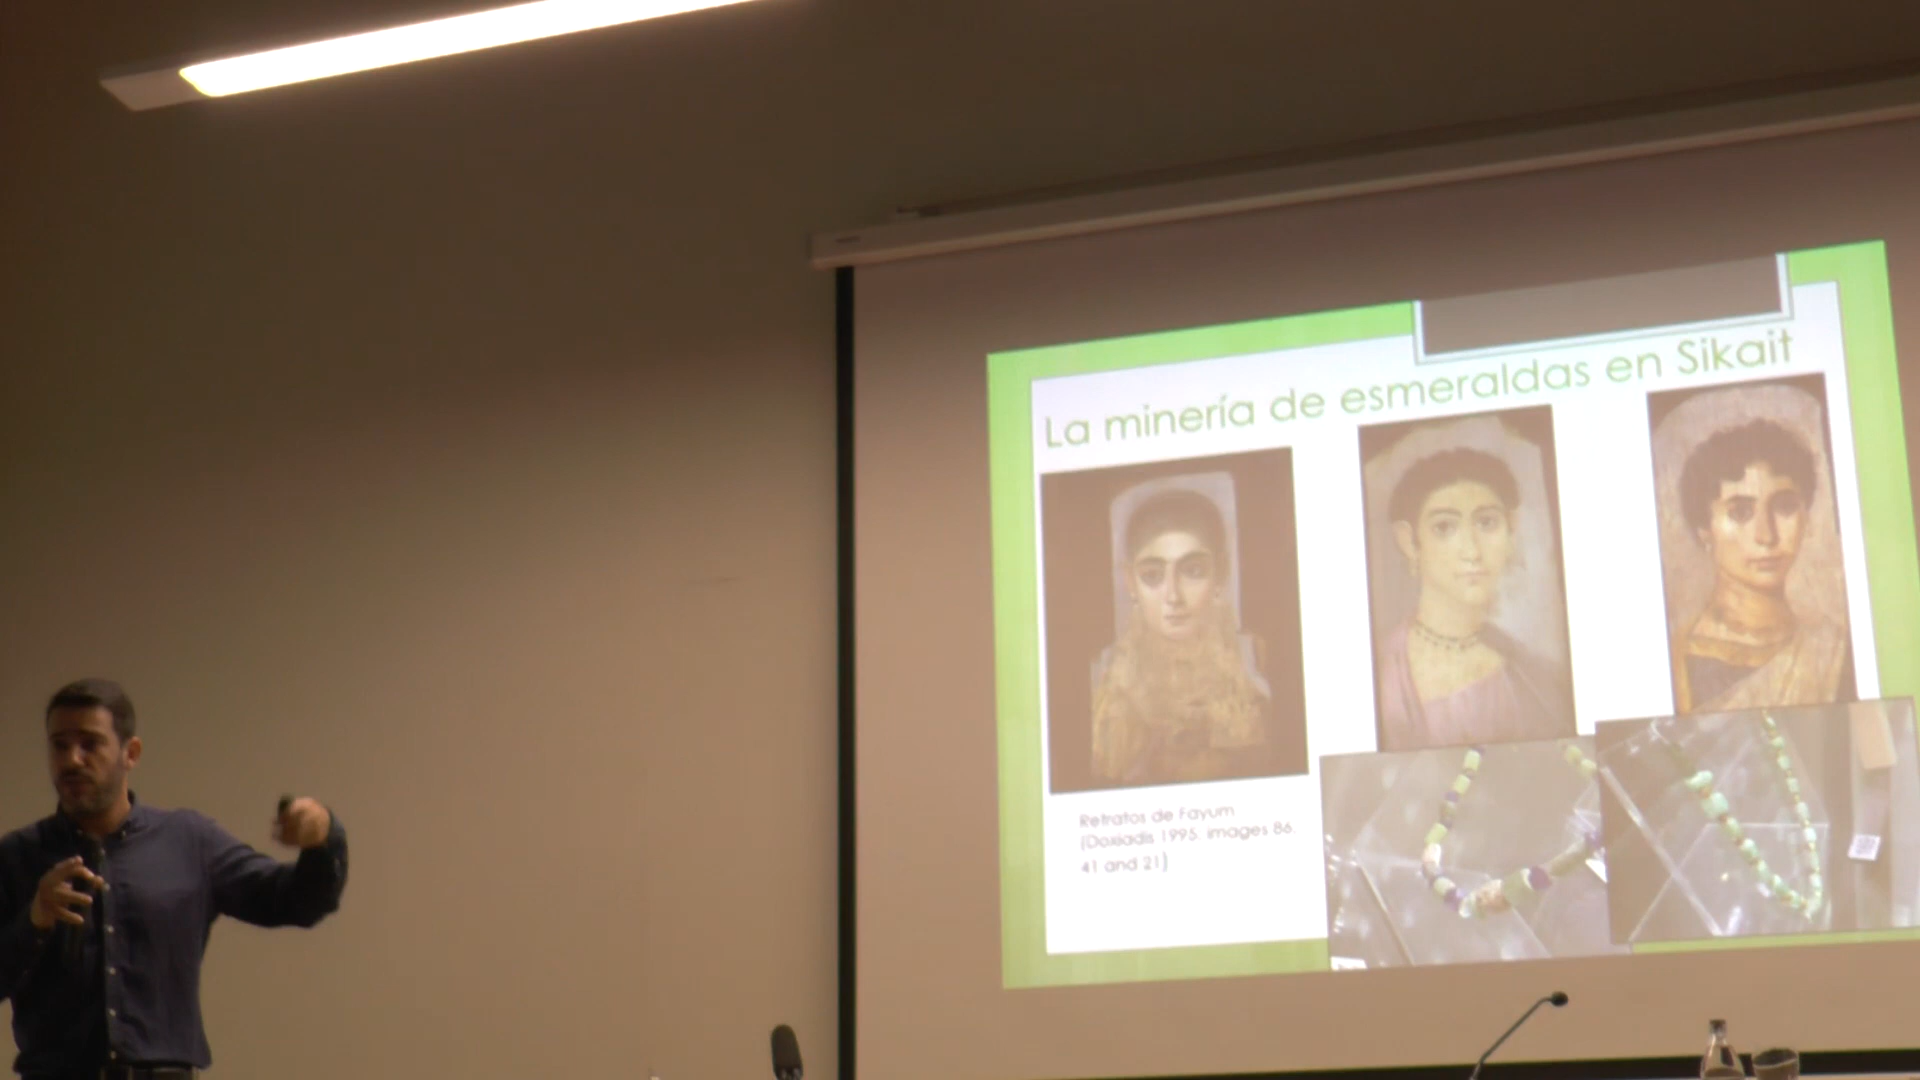 La minería de esmeraldas en Sikait
Retratos de Fayum
(Doxiadis 1995. images 86.
41 and 21)